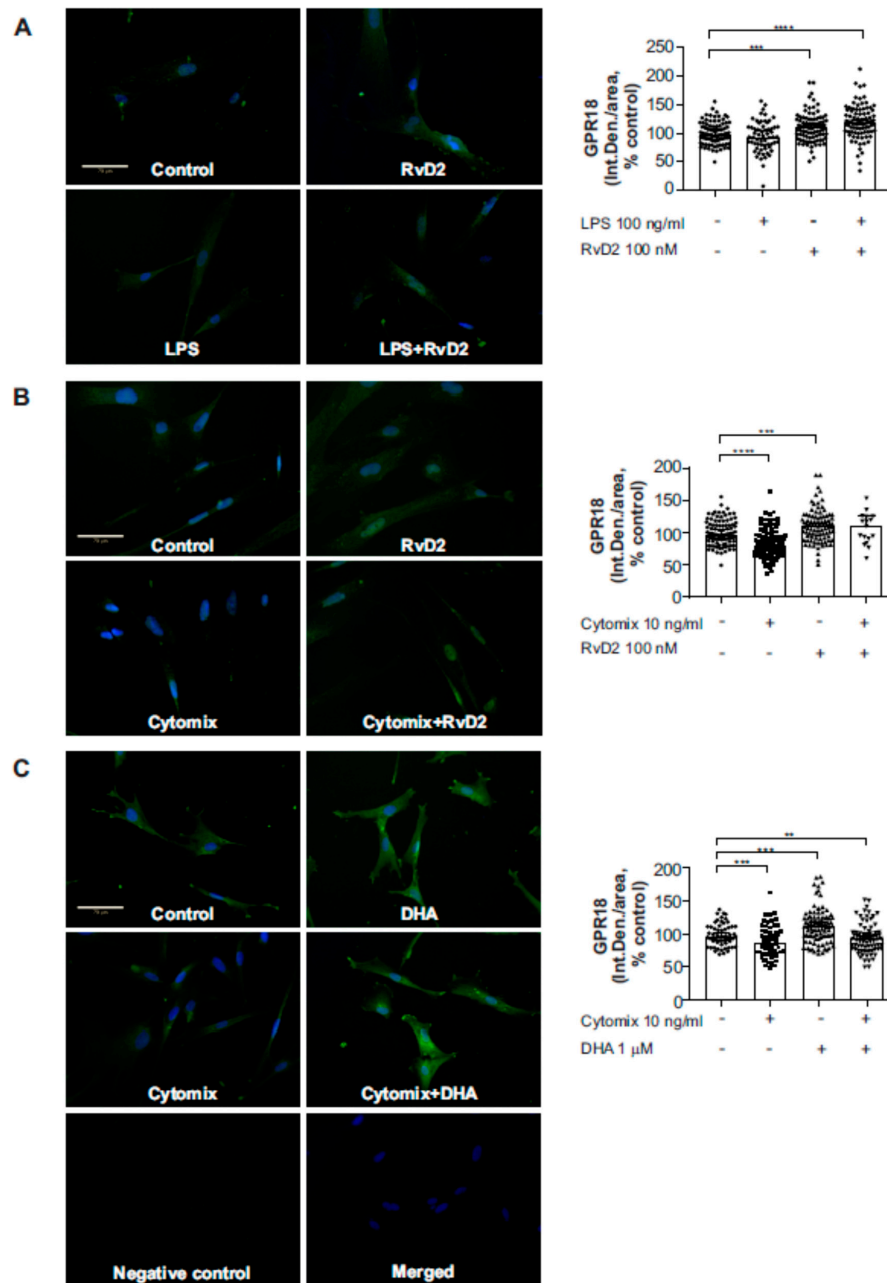 A
Control
RvD2
LPS
LPS+RvD2
GPR18
(Int.Den./area,
% control)
250
200
150
100
50
0
***
****
LPS 100 ng/ml - + - +
RvD2 100 nM - - + +
B
Control
RvD2
Cytomix
Cytomix+RvD2
GPR18
(Int.Den./area,
% control)
200
150
100
50
0
***
****
Cytomix 10 ng/ml - + - +
RvD2 100 nM - - + +
C
Control
DHA
Cytomix
Cytomix+DHA
Negative control
Merged
GPR18
(Int.Den./area,
% control)
200
150
100
50
0
**
***
***
Cytomix 10 ng/ml - + - +
DHA 1 µM - - + +